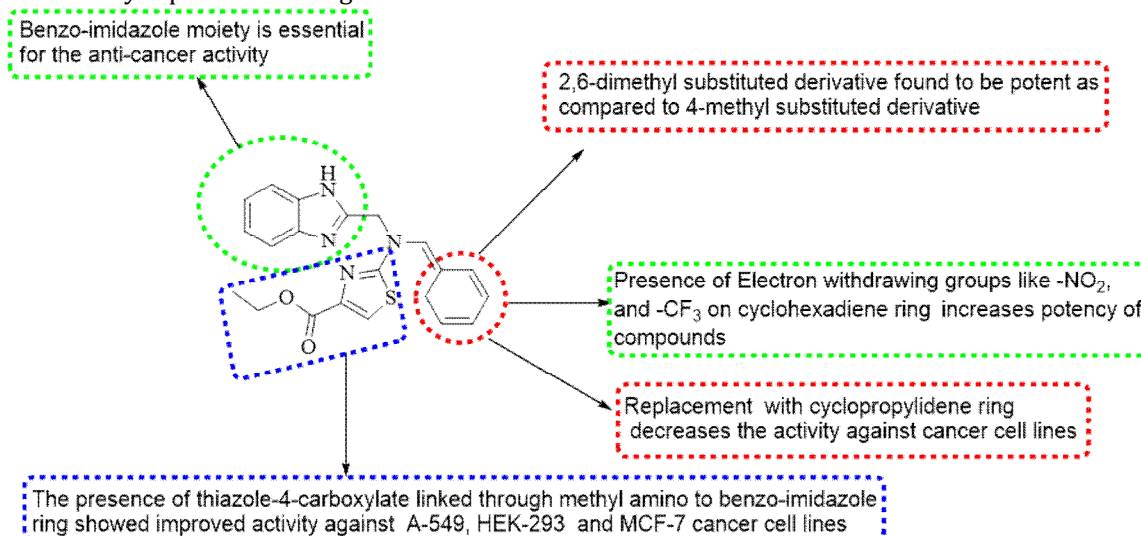 Benzo-imidazole moiety is essential
for the anti-cancer activity
2,6-dimethyl substituted derivative found to be potent as
compared to 4-methyl substituted derivative
H
N
N
N
N
S
O
O
Presence of Electron withdrawing groups like -NO₂,
and -CF₃ on cyclohexadiene ring increases potency of
compounds
Replacement with cyclopropylidene ring
decreases the activity against cancer cell lines
The presence of thiazole-4-carboxylate linked through methyl amino to benzo-imidazole
ring showed improved activity against A-549, HEK-293 and MCF-7 cancer cell lines